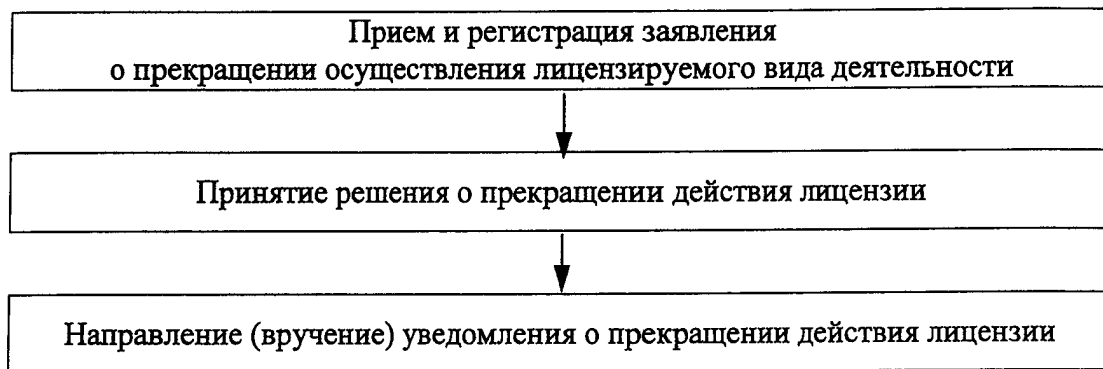 Прием и регистрация заявления
о прекращении осуществления лицензируемого вида деятельности
Принятие решения о прекращении действия лицензии
Направление (вручение) уведомления о прекращении действия лицензии